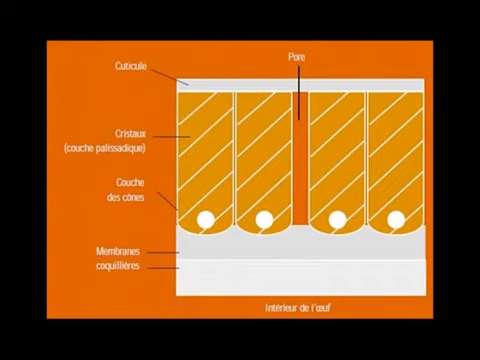 Pore
Cuticule
Cristaux
(couche palissadique)
Couche
des cônes
Membranes
coquillières
Intérieur de l'œuf